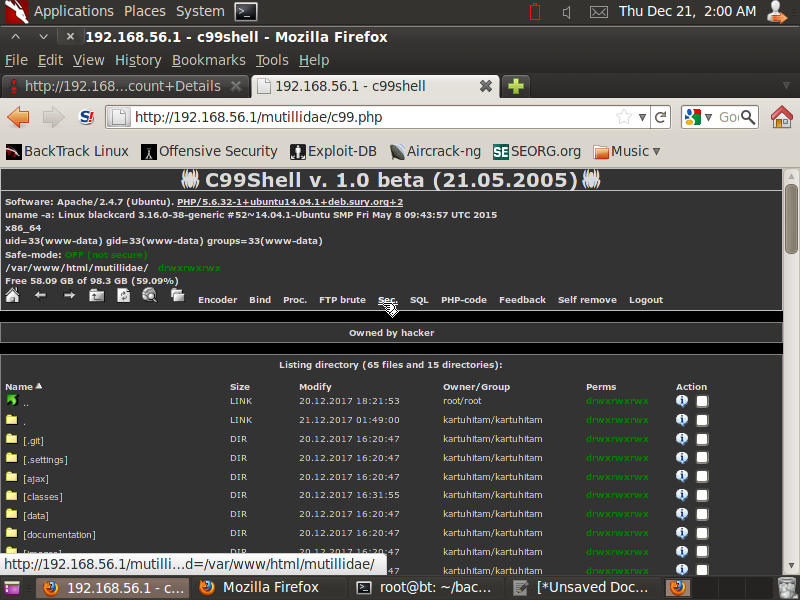 Applications Places System Thu Dec 21, 2:00 AM
192.168.56.1 - c99shell - Mozilla Firefox
File Edit View History Bookmarks Tools Help
http://192.168...count+Details 192.168.56.1 - c99shell
http://192.168.56.1/mutillidae/c99.php Goo
BackTrack Linux Offensive Security Exploit-DB Aircrack-ng SEORG.org Music
C99Shell v. 1.0 beta (21.05.2005)
Software: Apache/2.4.7 (Ubuntu). PHP/5.6.32-1+ubuntu14.04.1+deb.sury.org+2
uname -a: Linux blackcard 3.16.0-38-generic #52~14.04.1-Ubuntu SMP Fri May 8 09:43:57 UTC 2015
x86_64
uid=33(www-data) gid=33(www-data) groups=33(www-data)
Safe-mode: OFF (not secure)
/var/www/html/mutillidae/ drwxrwxrwx
Free 58.09 GB of 98.3 GB (59.09%)
Encoder Bind Proc. FTP brute Sec. SQL PHP-code Feedback Self remove Logout
Owned by hacker
Listing directory (65 files and 15 directories):
Name Size Modify Owner/Group Perms Action
.. LINK 20.12.2017 18:21:53 root/root drwxrwxrwx
. LINK 21.12.2017 01:49:00 kartuhitam/kartuhitam drwxrwxrwx
[.git] DIR 20.12.2017 16:20:47 kartuhitam/kartuhitam drwxrwxrwx
[.settings] DIR 20.12.2017 16:20:47 kartuhitam/kartuhitam drwxrwxrwx
[ajax] DIR 20.12.2017 16:20:47 kartuhitam/kartuhitam drwxrwxrwx
[classes] DIR 20.12.2017 16:31:55 kartuhitam/kartuhitam drwxrwxrwx
[data] DIR 20.12.2017 16:20:47 kartuhitam/kartuhitam drwxrwxrwx
[documentation] DIR 20.12.2017 16:20:47 kartuhitam/kartuhitam drwxrwxrwx
DIR 20.12.2017 16:20:47 kartuhitam/kartuhitam drwxrwxrwx
http://192.168.56.1/mutilli...d=/var/www/html/mutillidae/ 20.12.2017 16:20:47 kartuhitam/kartuhitam drwxrwxrwx
192.168.56.1 - c... Mozilla Firefox root@bt: ~/bac... [*Unsaved Doc...